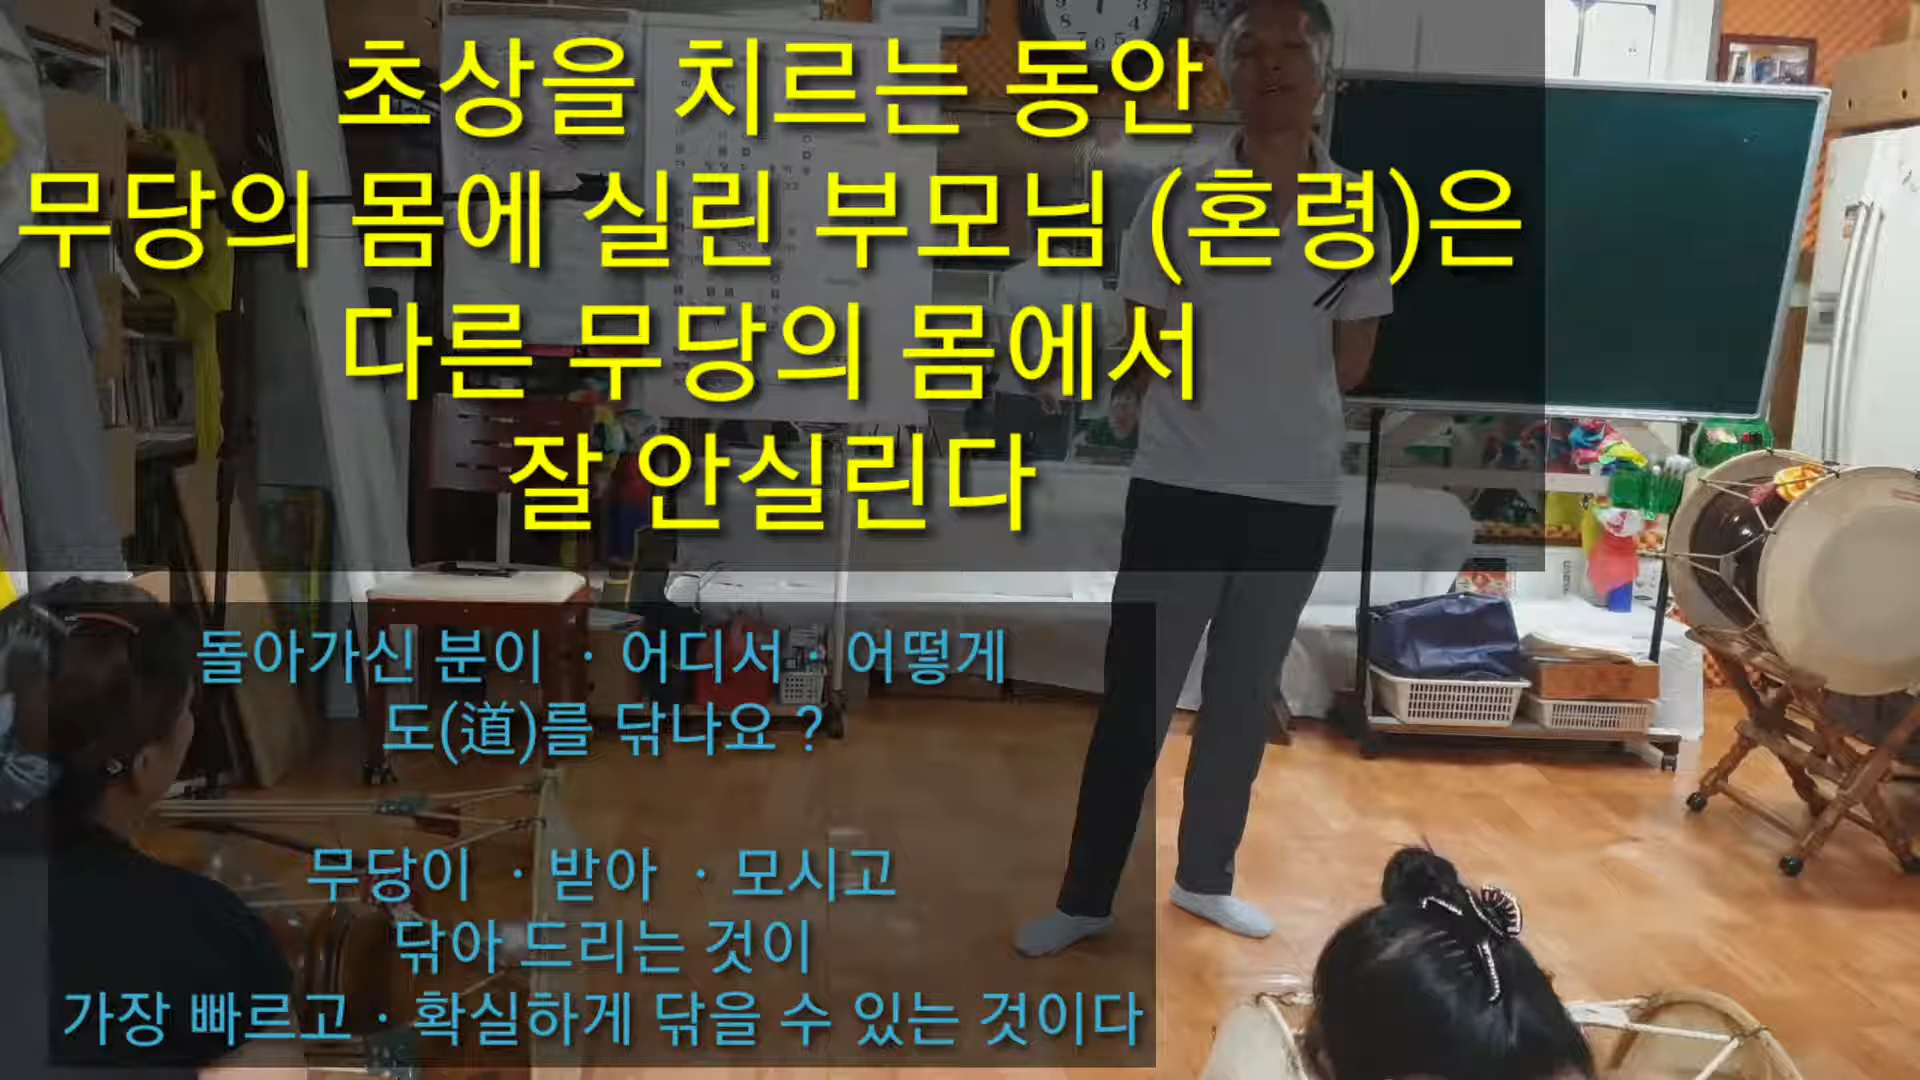 초상을 치르는 동안
무당의 몸에 실린 부모님 (혼령)은
다른 무당의 몸에서
잘 안실린다
돌아가신 분이 · 어디서 · 어떻게
도(道)를 닦나요 ?
무당이 · 받아 · 모시고
닦아 드리는 것이
가장 빠르고 · 확실하게 닦을 수 있는 것이다